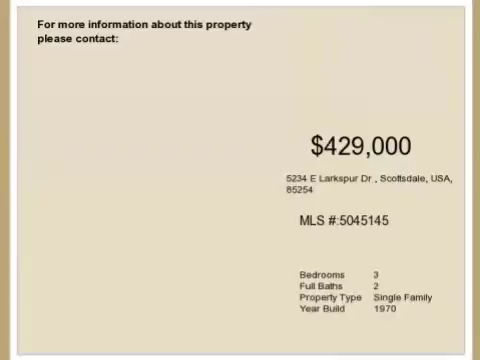 For more information about this property
please contact:
$429,000
5234 E Larkspur Dr , Scottsdale, USA,
85254
MLS #:5045145
Bedrooms 3
Full Baths 2
Property Type Single Family
Year Build 1970